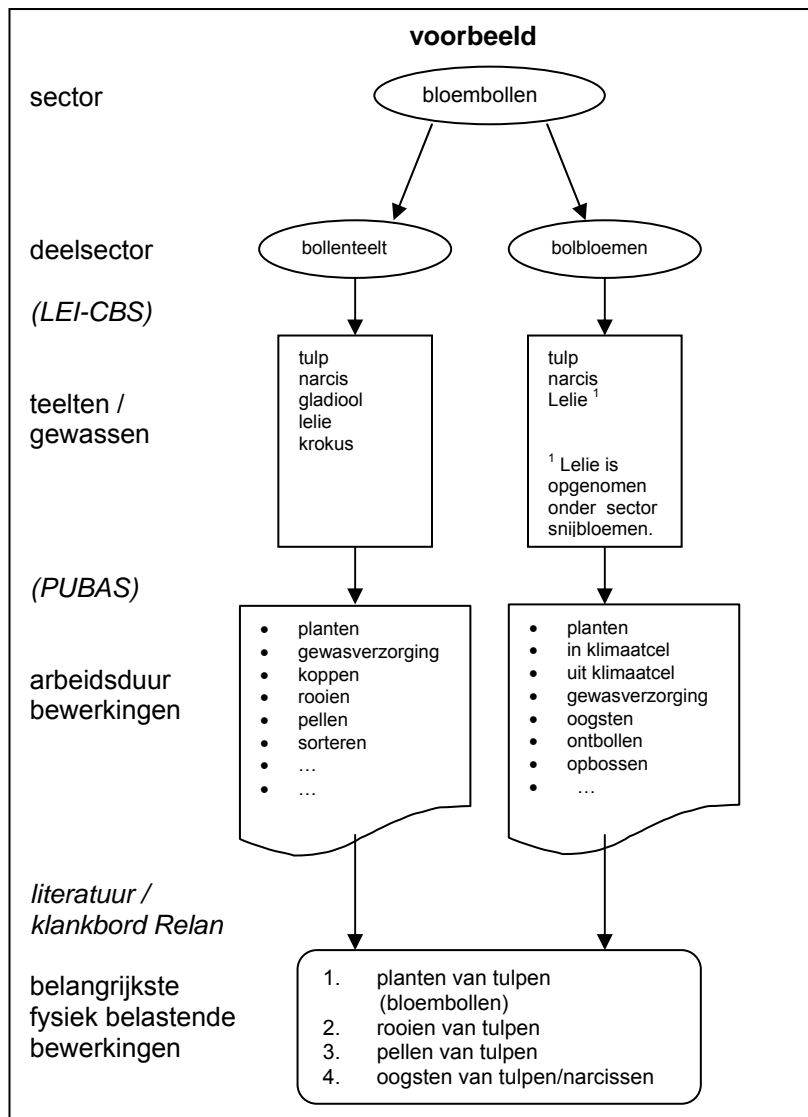 voorbeeld
sector
bloembollen
deelsector
bollenteelt
bolbloemen
(LEI-CBS)
teelten /
gewassen
tulp
narcis
gladiool
lelie
krokus
tulp
narcis
Lelie ¹
¹ Lelie is
opgenomen
onder sector
snijbloemen.
(PUBAS)
arbeidsduur
bewerkingen
• planten
• gewasverzorging
• koppen
• rooien
• pellen
• sorteren
• …
• …
• planten
• in klimaatcel
• uit klimaatcel
• gewasverzorging
• oogsten
• ontbollen
• opbossen
• …
literatuur /
klankbord Relan
belangrijkste
fysiek belastende
bewerkingen
1. planten van tulpen
(bloembollen)
2. rooien van tulpen
3. pellen van tulpen
4. oogsten van tulpen/narcissen